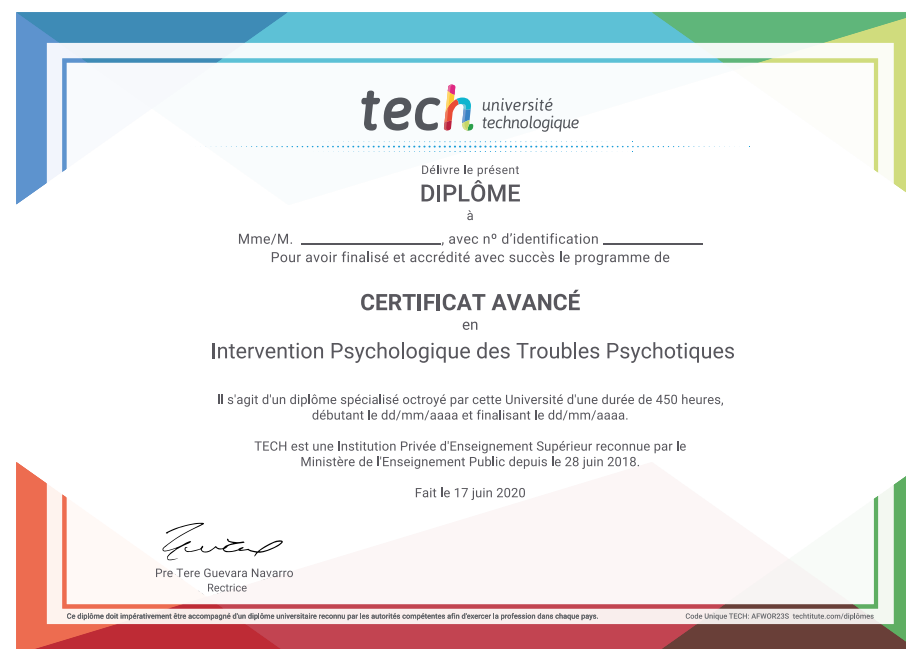 tech université
technologique
Délivre le présent
DIPLÔME
à
Mme/M. ____________________, avec nº d'identification ______________
Pour avoir finalisé et accrédité avec succès le programme de
CERTIFICAT AVANCÉ
en
Intervention Psychologique des Troubles Psychotiques
Il s'agit d'un diplôme spécialisé octroyé par cette Université d'une durée de 450 heures,
débutant le dd/mm/aaaa et finalisant le dd/mm/aaaa.
TECH est une Institution Privée d'Enseignement Supérieur reconnue par le
Ministère de l'Enseignement Public depuis le 28 juin 2018.
Fait le 17 juin 2020
Pre Tere Guevara Navarro
Rectrice
Ce diplôme doit impérativement être accompagné d'un diplôme universitaire reconnu par les autorités compétentes afin d'exercer la profession dans chaque pays.
Code Unique TECH: AFWOR23S techtitute.com/diplômes